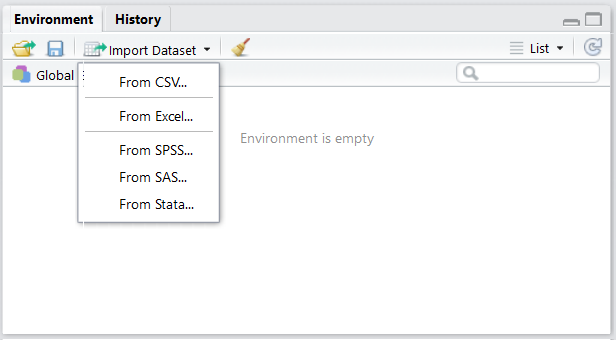 Environment History
Import Dataset List
Global
From CSV...
From Excel...
Environment is empty
From SPSS...
From SAS...
From Stata...